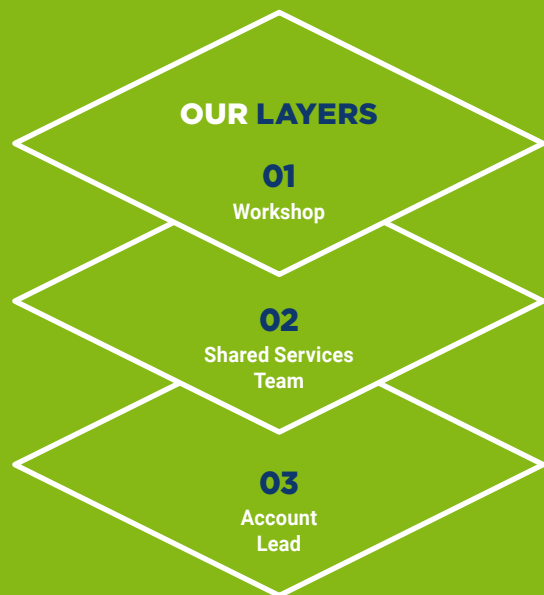 OUR LAYERS
01
Workshop
02
Shared Services
Team
03
Account
Lead